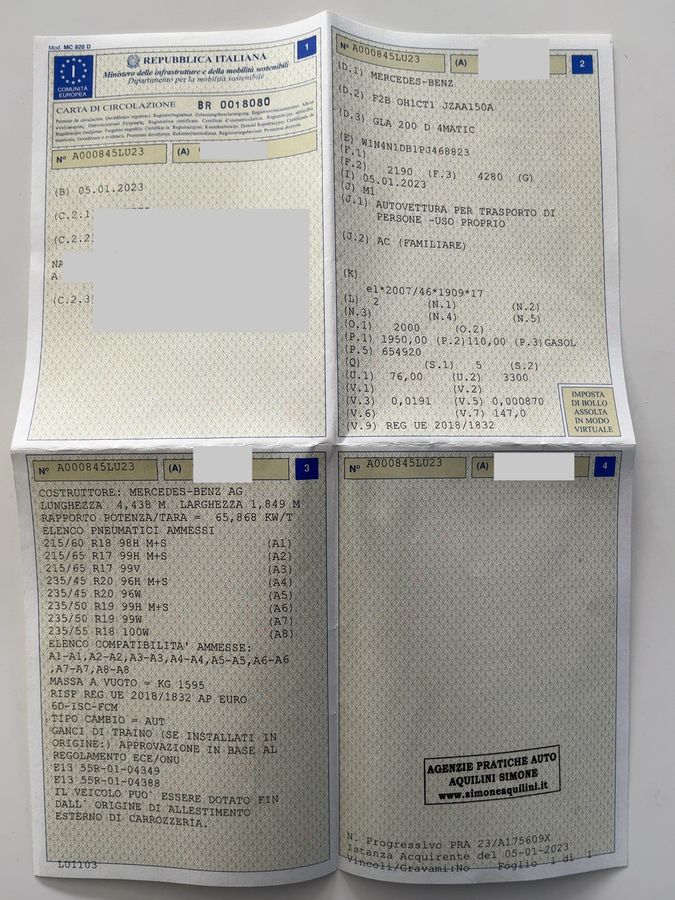 Mod. MC 820 D
1
REPUBBLICA ITALIANA
Ministero delle infrastrutture e della mobilità sostenibili
Dipartimento per la mobilità sostenibile
I
COMUNITÀ
EUROPEA
CARTA DI CIRCOLAZIONE BR 0018080
N° A000845LU23 (A)
(B) 05.01.2023
(C.2.1
(C.2.2
NA
A
(C.2.3
N° A000845LU23 (A) 2
(D.1) MERCEDES-BENZ
(D.2) F2B OH1CT1 JZAA150A
(D.3) GLA 200 D 4MATIC
(E) W1N4N1DB1PJ468823
(F.1)
(F.2) 2190 (F.3) 4280 (G)
(I) 05.01.2023
(J) M1
(J.1) AUTOVETTURA PER TRASPORTO DI
PERSONE -USO PROPRIO
(J.2) AC (FAMILIARE)
(K)
e1*2007/46*1909*17
(L) 2 (N.1) (N.2)
(N.3) (N.4) (N.5)
(O.1) 2000 (O.2)
(P.1) 1950,00 (P.2)110,00 (P.3)GASOL
(P.5) 654920
(Q) (S.1) 5 (S.2)
(U.1) 76,00 (U.2) 3300
(V.1) (V.2)
(V.3) 0,0191 (V.5) 0,000870
(V.6) (V.7) 147,0
(V.9) REG UE 2018/1832
IMPOSTA
DI BOLLO
ASSOLTA
IN MODO
VIRTUALE
N° A000845LU23 (A) 3
COSTRUTTORE: MERCEDES-BENZ AG
LUNGHEZZA 4,438 M LARGHEZZA 1,849 M
RAPPORTO POTENZA/TARA = 65,868 KW/T
ELENCO PNEUMATICI AMMESSI
215/60 R18 98H M+S (A1)
215/65 R17 99H M+S (A2)
215/65 R17 99V (A3)
235/45 R20 96H M+S (A4)
235/45 R20 96W (A5)
235/50 R19 99H M+S (A6)
235/50 R19 99W (A7)
235/55 R18 100W (A8)
ELENCO COMPATIBILITA' AMMESSE:
A1-A1,A2-A2,A3-A3,A4-A4,A5-A5,A6-A6
,A7-A7,A8-A8
MASSA A VUOTO = KG 1595
RISP REG UE 2018/1832 AP EURO
6D-ISC-FCM
TIPO CAMBIO = AUT
GANCI DI TRAINO (SE INSTALLATI IN
ORIGINE:) APPROVAZIONE IN BASE AL
REGOLAMENTO ECE/ONU
E13 55R-01-04349
E13 55R-01-04388
IL VEICOLO PUO' ESSERE DOTATO FIN
DALL' ORIGINE DI ALLESTIMENTO
ESTERNO DI CARROZZERIA.
LU1103
N° A000845LU23 (A) 4
AGENZIE PRATICHE AUTO
AQUILINI SIMONE
www.simoneaquilini.it
N. Progressivo PRA 23/A175609X
Istanza Acquirente del 05-01-2023
Vincoli/Gravami:No Foglio 1 di 1